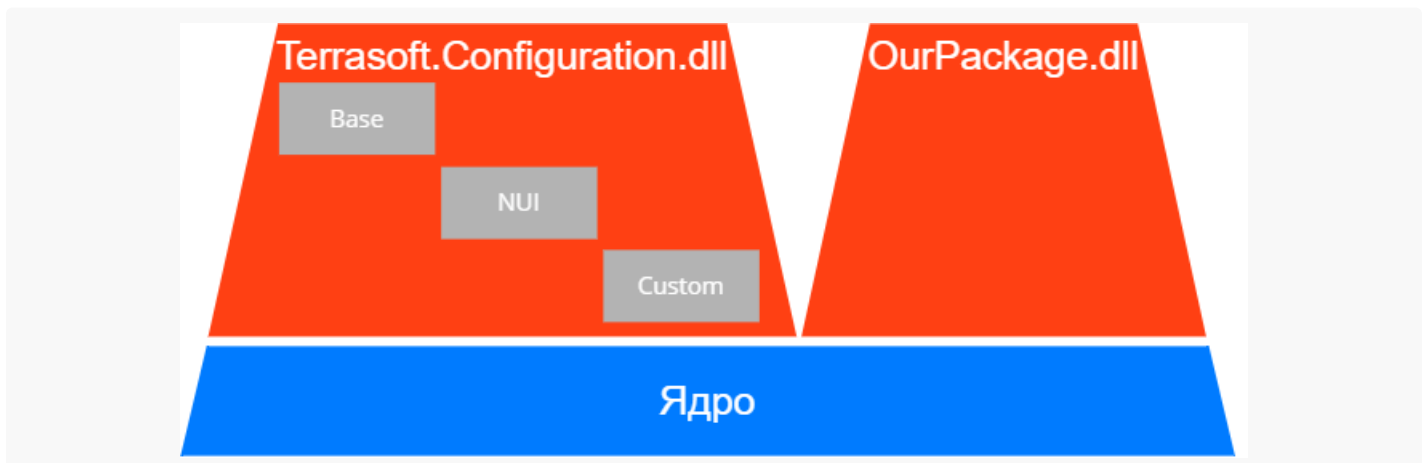 Terrasoft.Configuration.dll
OurPackage.dll
Base
NUI
Custom
Ядро